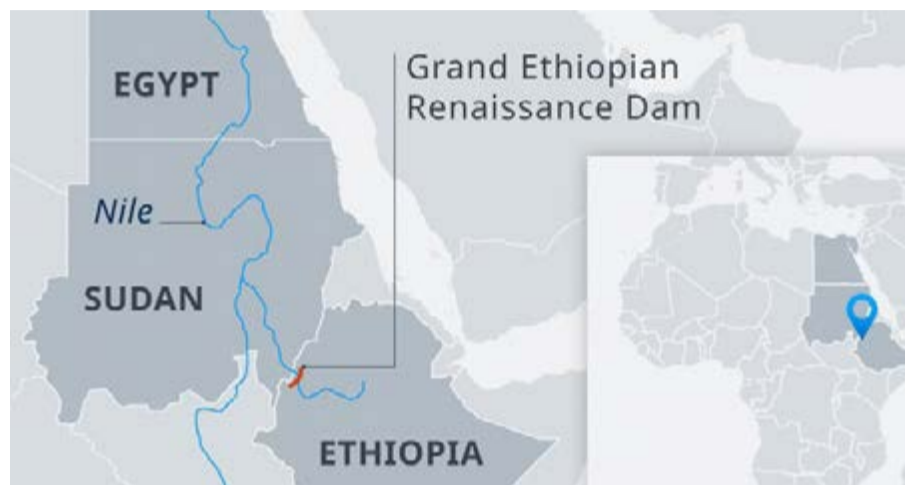 EGYPT
Grand Ethiopian
Renaissance Dam
Nile
SUDAN
ETHIOPIA